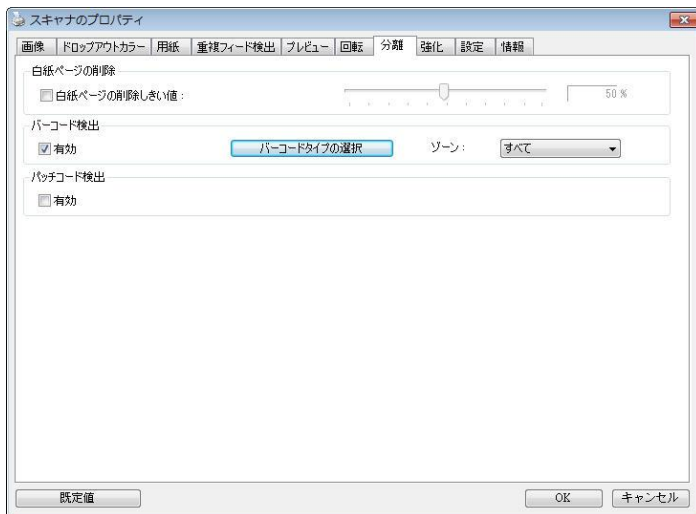 スキャナのプロパティ
画像 ドロップアウトカラー 用紙 重複フィード検出 プレビュー 回転 分離 強化 設定 情報
白紙ページの削除
白紙ページの削除しきい値： 50 %
バーコード検出
有効 バーコードタイプの選択 ゾーン： すべて
パッチコード検出
有効
既定値 OK キャンセル